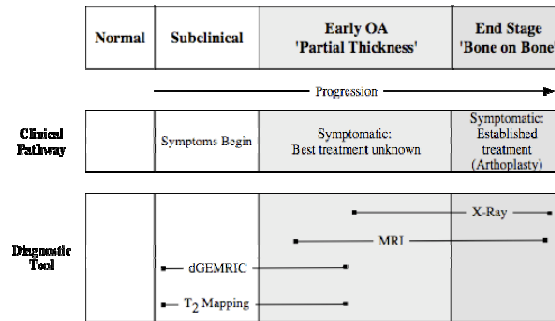 Normal
Subclinical
Early OA
'Partial Thickness'
End Stage
'Bone on Bone'
Progression
Clinical
Pathway
Symptoms Begin
Symptomatic:
Best treatment unknown
Symptomatic:
Established
treatment
(Arthoplasty)
Diagnostic
Tool
X-Ray
MRI
dGEMRIC
T2 Mapping